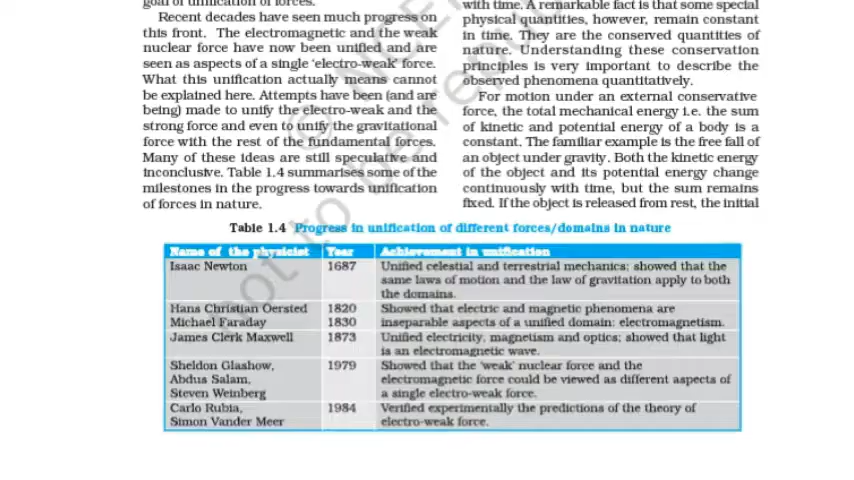 goal of unification of forces.
Recent decades have seen much progress on
this front. The electromagnetic and the weak
nuclear force have now been unified and are
seen as aspects of a single ‘electro-weak’ force.
What this unification actually means cannot
be explained here. Attempts have been (and are
being) made to unify the electro-weak and the
strong force and even to unify the gravitational
force with the rest of the fundamental forces.
Many of these ideas are still speculative and
inconclusive. Table 1.4 summarises some of the
milestones in the progress towards unification
of forces in nature.
with time. A remarkable fact is that some special
physical quantities, however, remain constant
in time. They are the conserved quantities of
nature. Understanding these conservation
principles is very important to describe the
observed phenomena quantitatively.
For motion under an external conservative
force, the total mechanical energy i.e. the sum
of kinetic and potential energy of a body is a
constant. The familiar example is the free fall of
an object under gravity. Both the kinetic energy
of the object and its potential energy change
continuously with time, but the sum remains
fixed. If the object is released from rest, the initial
Table 1.4 Progress in unification of different forces/domains in nature
Name of the physicist Year Achievement in unification
Isaac Newton 1687 Unified celestial and terrestrial mechanics; showed that the
same laws of motion and the law of gravitation apply to both
the domains.
Hans Christian Oersted 1820 Showed that electric and magnetic phenomena are
Michael Faraday 1830 inseparable aspects of a unified domain: electromagnetism.
James Clerk Maxwell 1873 Unified electricity, magnetism and optics; showed that light
is an electromagnetic wave.
Sheldon Glashow, 1979 Showed that the ‘weak’ nuclear force and the
Abdus Salam, electromagnetic force could be viewed as different aspects of
Steven Weinberg a single electro-weak force.
Carlo Rubia, 1984 Verified experimentally the predictions of the theory of
Simon Vander Meer electro-weak force.
© NCE
not to be repu